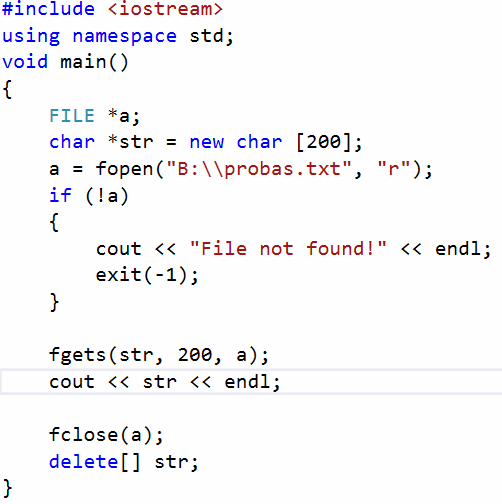 #include <iostream>
using namespace std;
void main()
{
    FILE *a;
    char *str = new char [200];
    a = fopen("B:\\probas.txt", "r");
    if (!a)
    {
        cout << "File not found!" << endl;
        exit(-1);
    }

    fgets(str, 200, a);
    cout << str << endl;

    fclose(a);
    delete[] str;
}